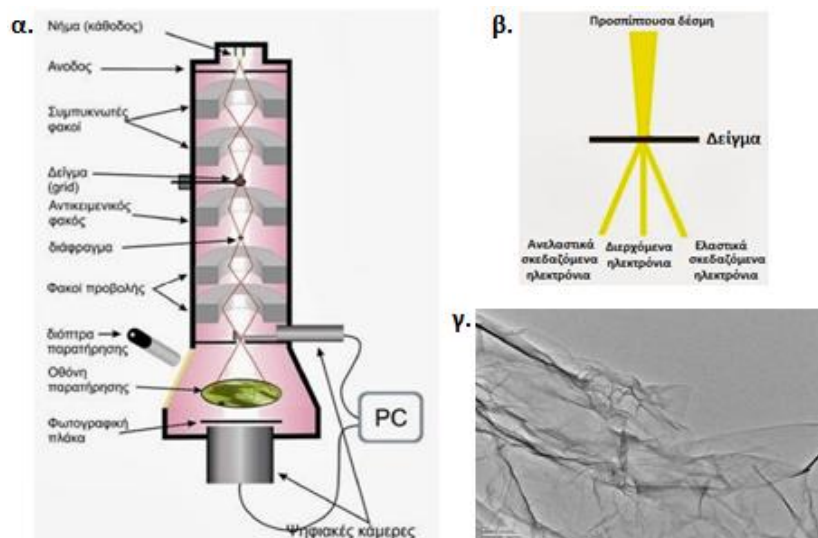 α.
Νήμα (κάθοδος)
Ανοδος
Συμπυκνωτές
φακοί
Δείγμα
(grid)
Αντικειμενικός
φακός
διάφραγμα
Φακοί προβολής
διόπτρα
παρατήρησης
Οθόνη
παρατήρησης
Φωτογραφική
πλάκα
PC
Ψηφιακές κάμερες
β.
Προσπίπτουσα δέσμη
Δείγμα
Ανελαστικά
σκεδαζόμενα
ηλεκτρόνια
Διερχόμενα
ηλεκτρόνια
Ελαστικά
σκεδαζόμενα
ηλεκτρόνια
γ.